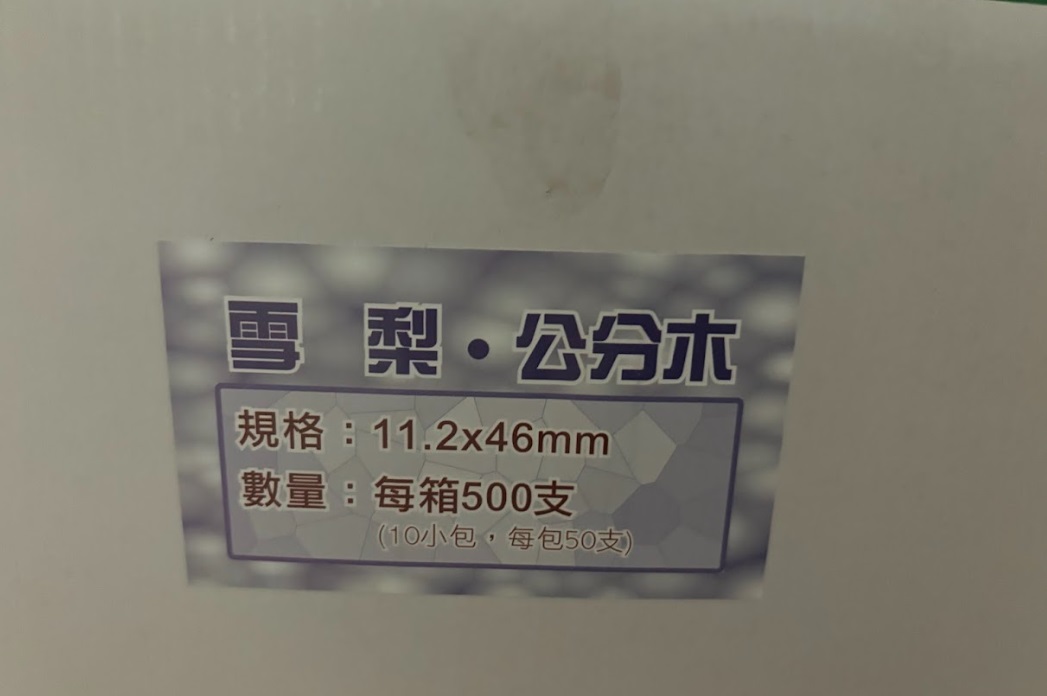 雪 梨・公分木
規格：11.2x46mm
數量：每箱500支
(10小包，每包50支)